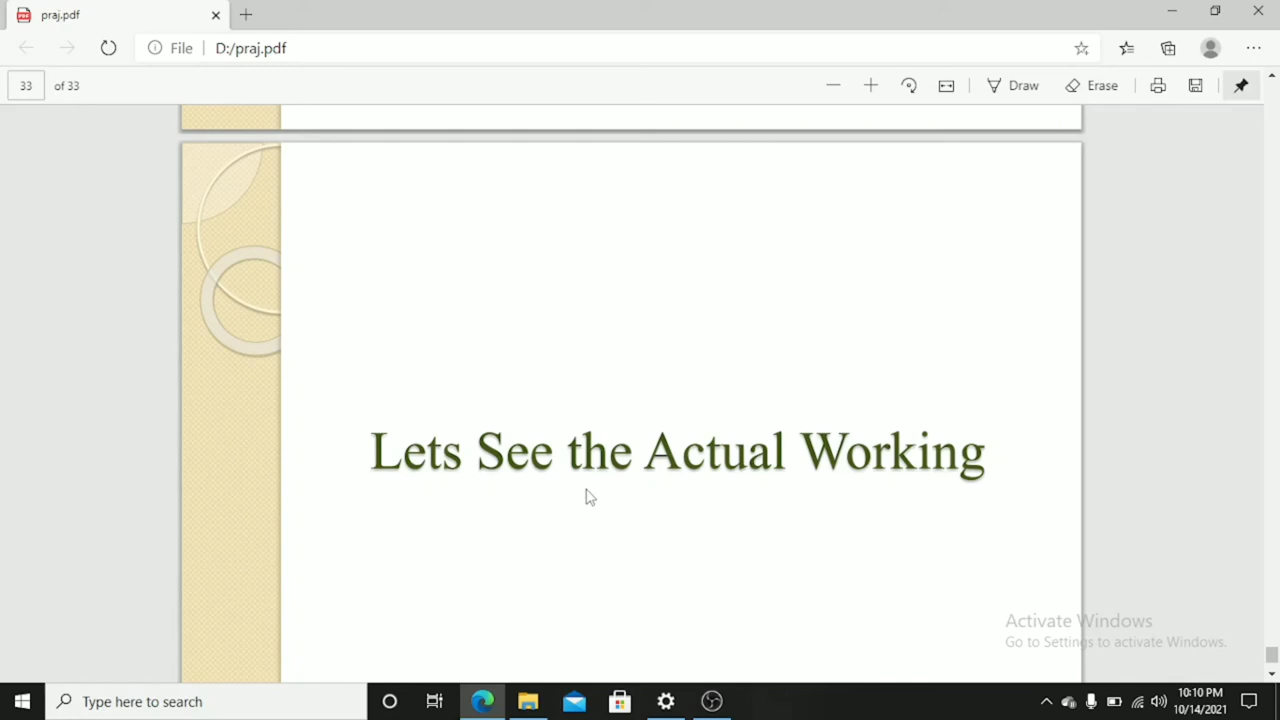 praj.pdf
File D:/praj.pdf
33 of 33 Draw Erase
Lets See the Actual Working
Activate Windows
Go to Settings to activate Windows.
Type here to search
10:10 PM
10/14/2021